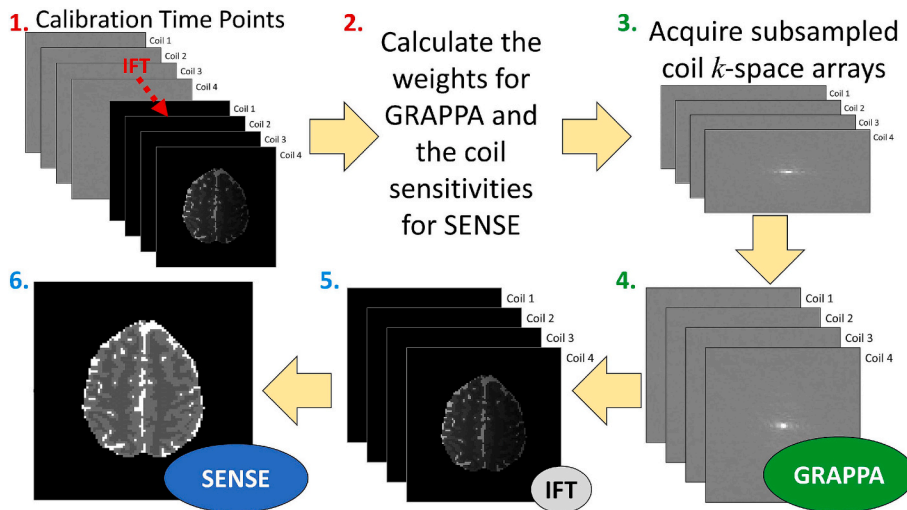 1. Calibration Time Points
Coil 1
Coil 2
Coil 3
Coil 4
IFT
Coil 1
Coil 2
Coil 3
Coil 4
2.
Calculate the
weights for
GRAPPA and
the coil
sensitivities
for SENSE
3. Acquire subsampled
coil k-space arrays
Coil 1
Coil 2
Coil 3
Coil 4
4.
Coil 1
Coil 2
Coil 3
Coil 4
GRAPPA
5.
Coil 1
Coil 2
Coil 3
Coil 4
IFT
6.
SENSE